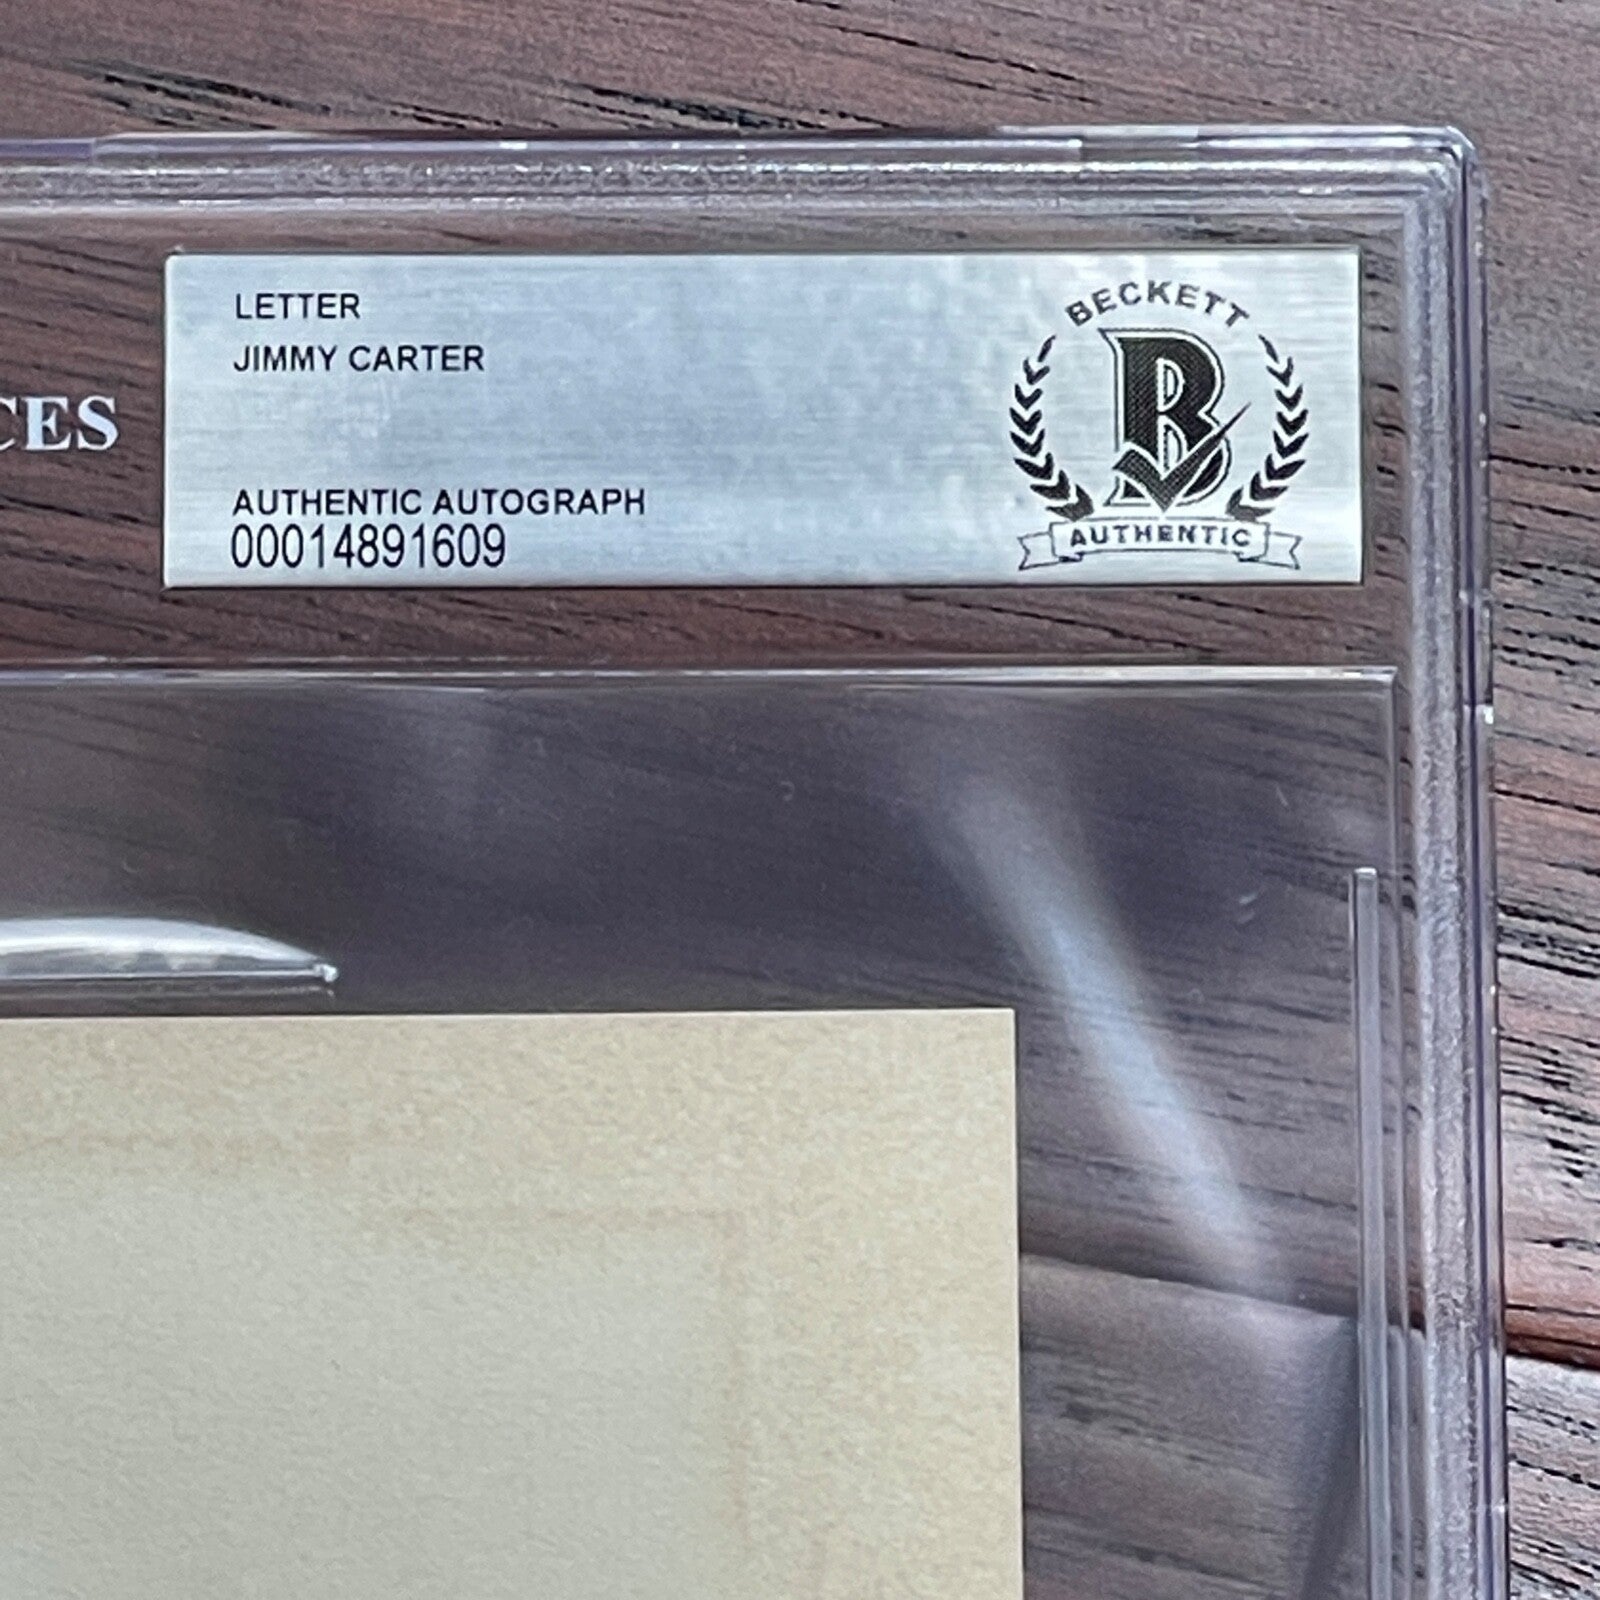 LETTER
JIMMY CARTER
CES
AUTHENTIC AUTOGRAPH
00014891609
BECKETT
B
AUTHENTIC